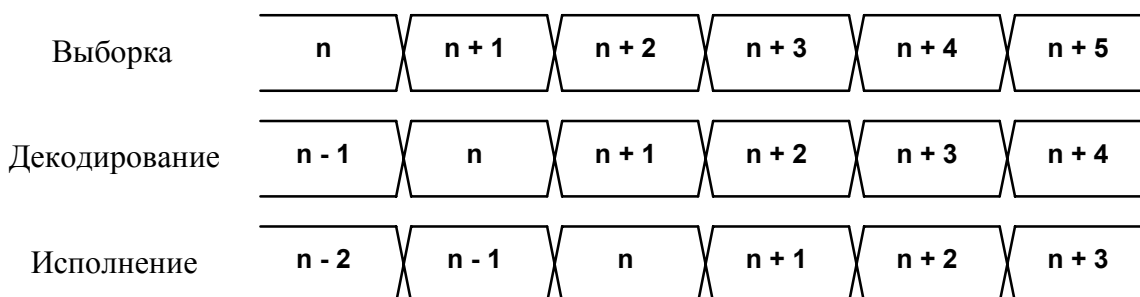 Выборка n n + 1 n + 2 n + 3 n + 4 n + 5
Декодирование n - 1 n n + 1 n + 2 n + 3 n + 4
Исполнение n - 2 n - 1 n n + 1 n + 2 n + 3